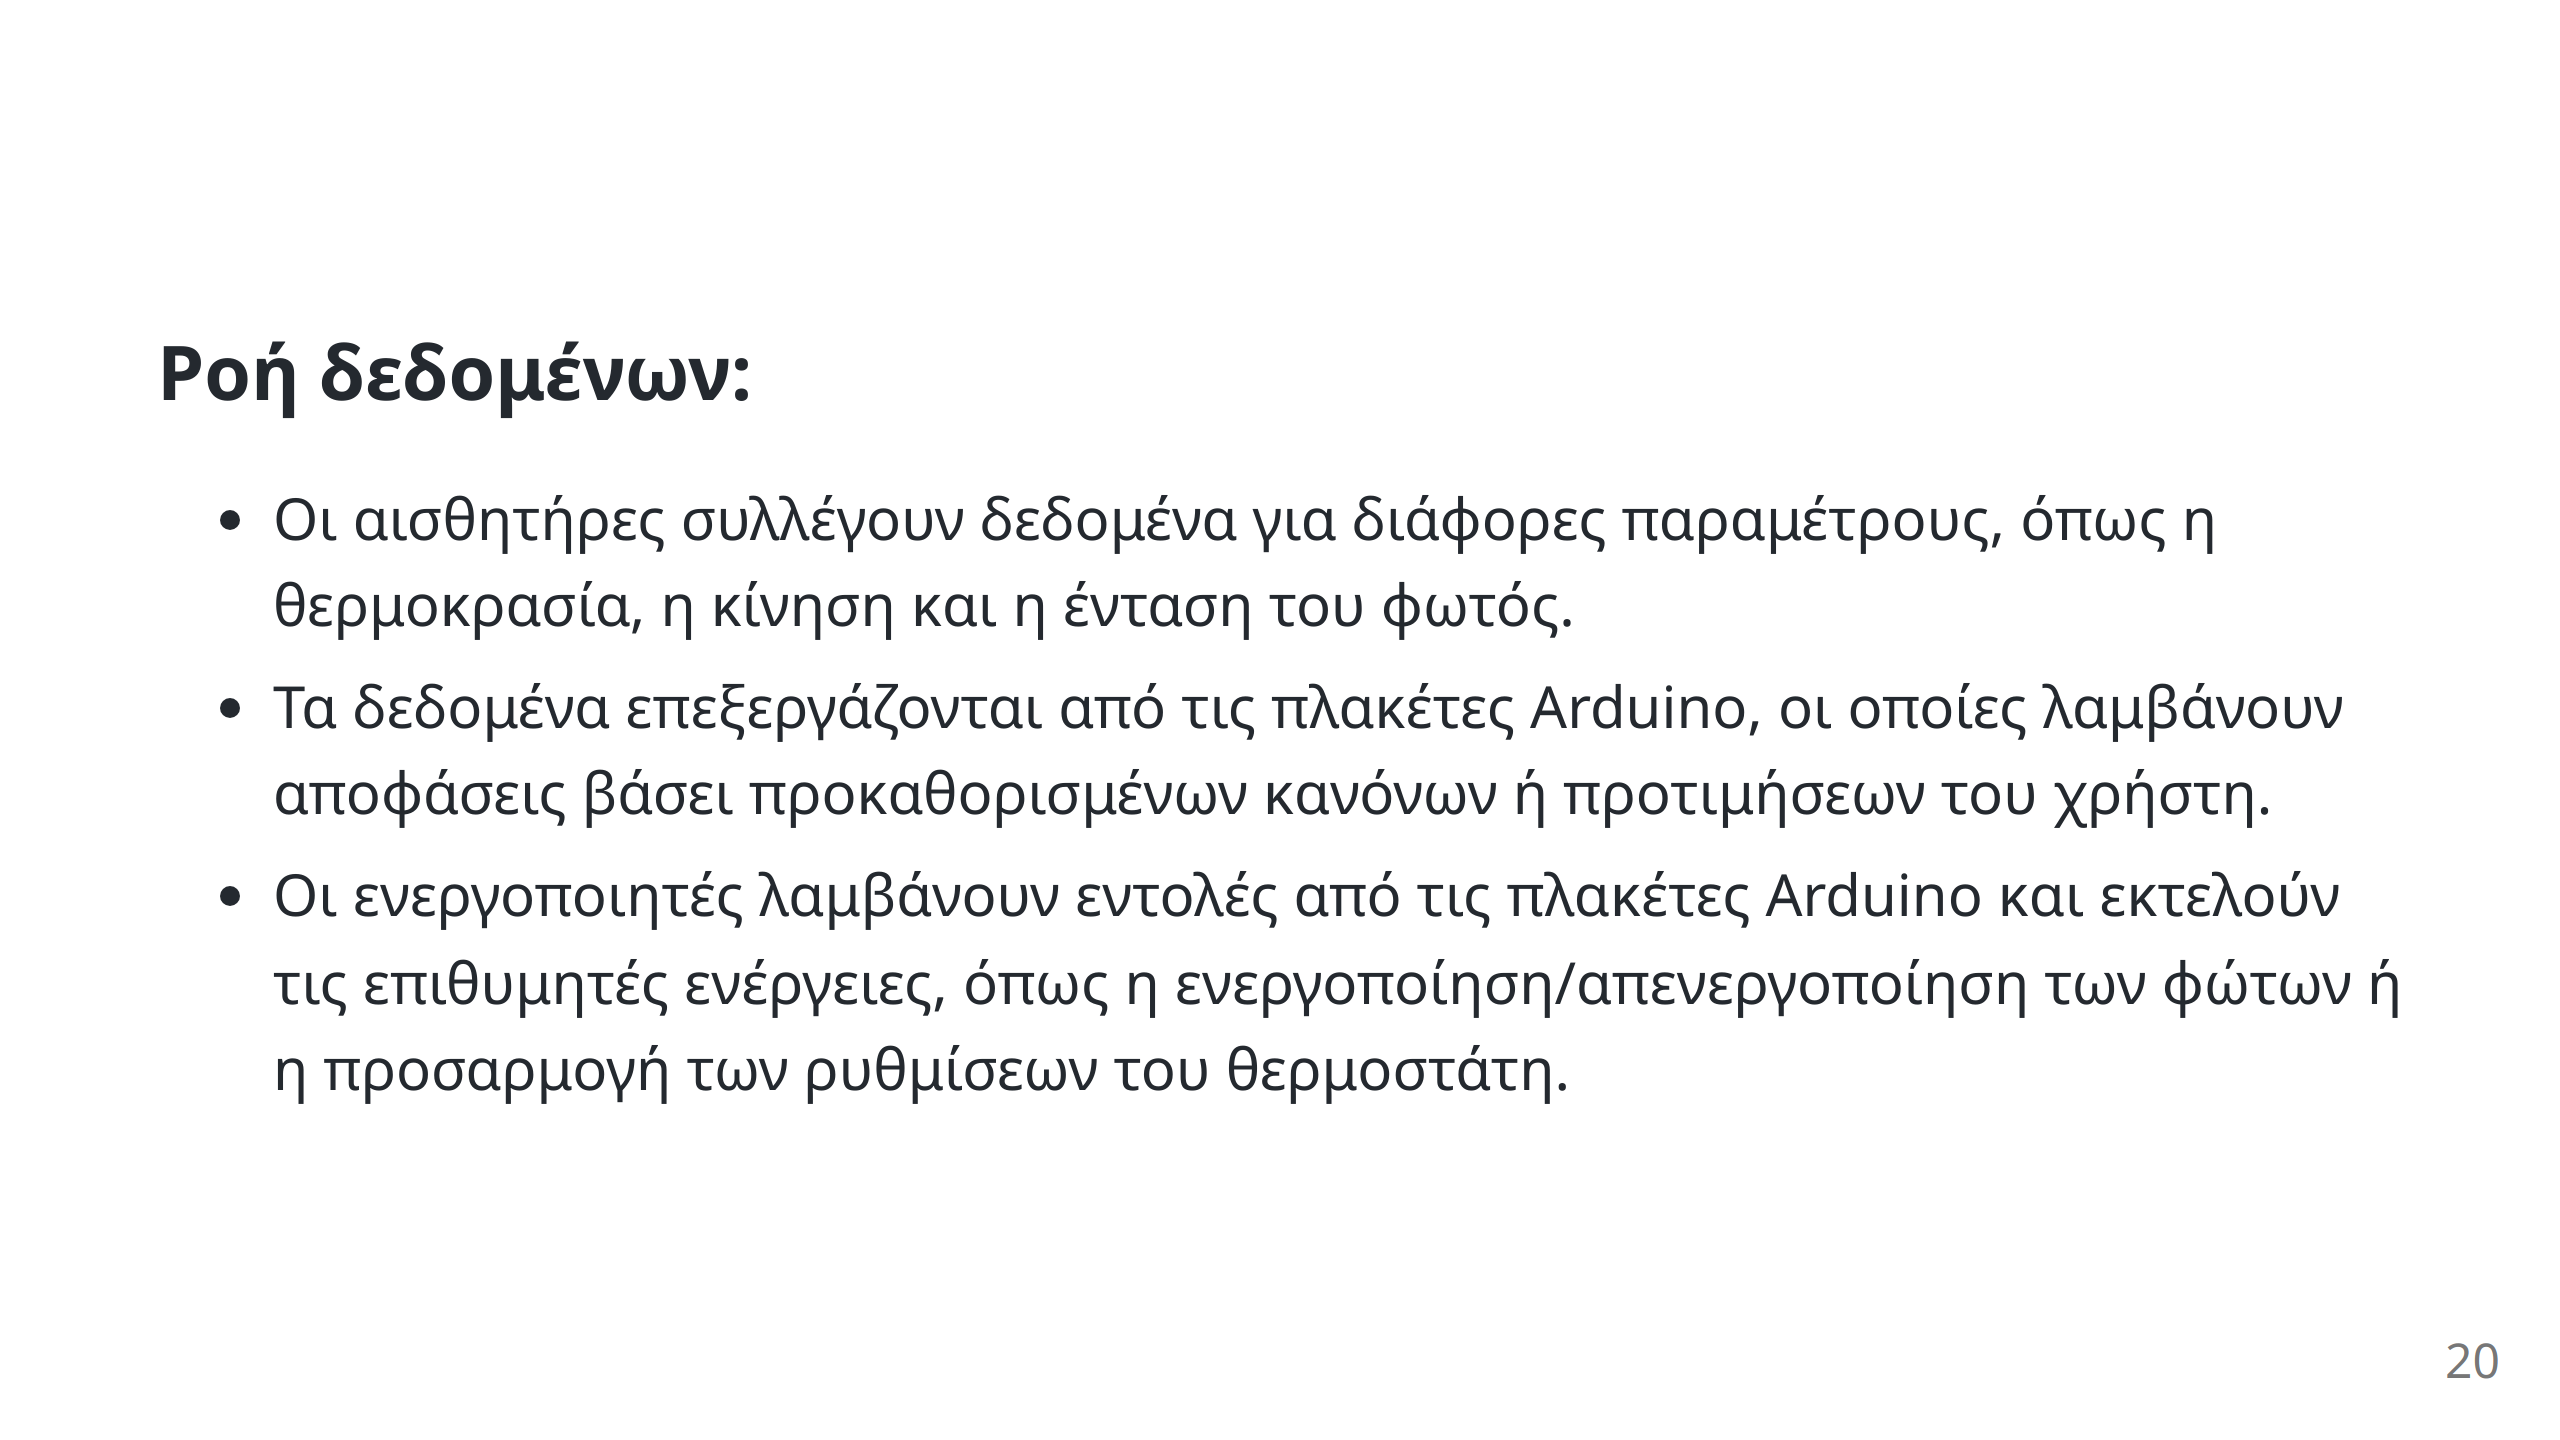 Ροή δεδομένων:
• Οι αισθητήρες συλλέγουν δεδομένα για διάφορες παραμέτρους, όπως η
θερμοκρασία, η κίνηση και η ένταση του φωτός.
• Τα δεδομένα επεξεργάζονται από τις πλακέτες Arduino, οι οποίες λαμβάνουν
αποφάσεις βάσει προκαθορισμένων κανόνων ή προτιμήσεων του χρήστη.
• Οι ενεργοποιητές λαμβάνουν εντολές από τις πλακέτες Arduino και εκτελούν
τις επιθυμητές ενέργειες, όπως η ενεργοποίηση/απενεργοποίηση των φώτων ή
η προσαρμογή των ρυθμίσεων του θερμοστάτη.
20